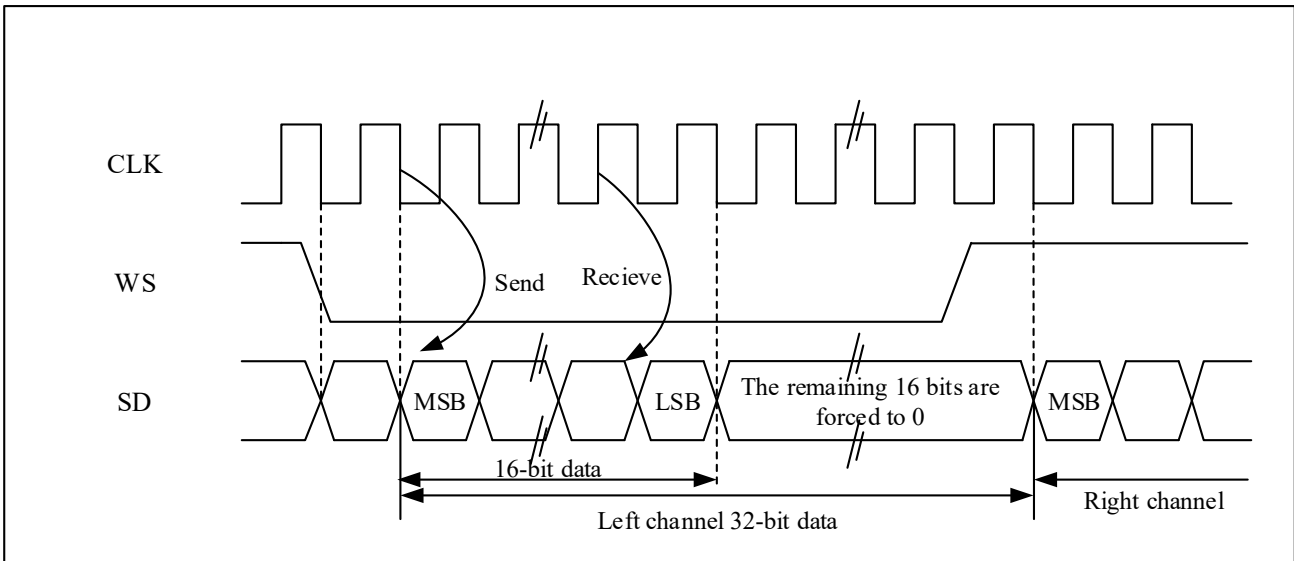 CLK
WS
Send
Recieve
SD
MSB
LSB
The remaining 16 bits are
forced to 0
MSB
16-bit data
Right channel
Left channel 32-bit data